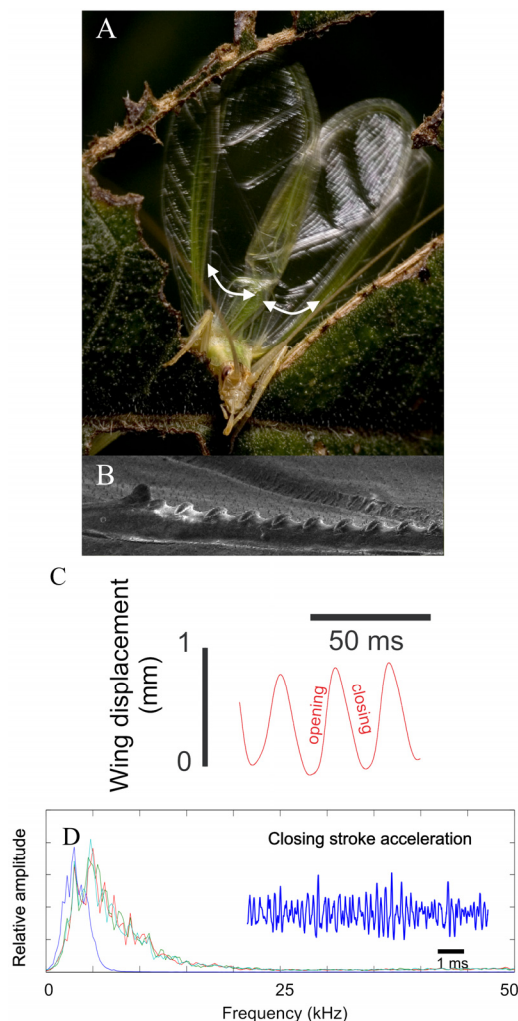 A
B
C
Wing displacement
(mm)
1
0
50 ms
opening
closing
D
Closing stroke acceleration
1 ms
Relative amplitude
0
25
50
Frequency (kHz)